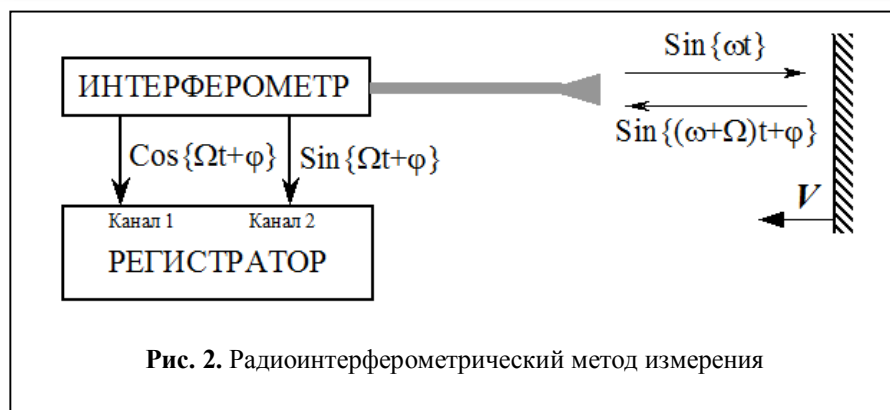 Sin{ωt}
ИНТЕРФЕРОМЕТР
Sin{(ω+Ω)t+φ}
Cos{Ωt+φ} Sin{Ωt+φ}
V
Канал 1 Канал 2
РЕГИСТРАТОР
Рис. 2. Радиоинтерферометрический метод измерения